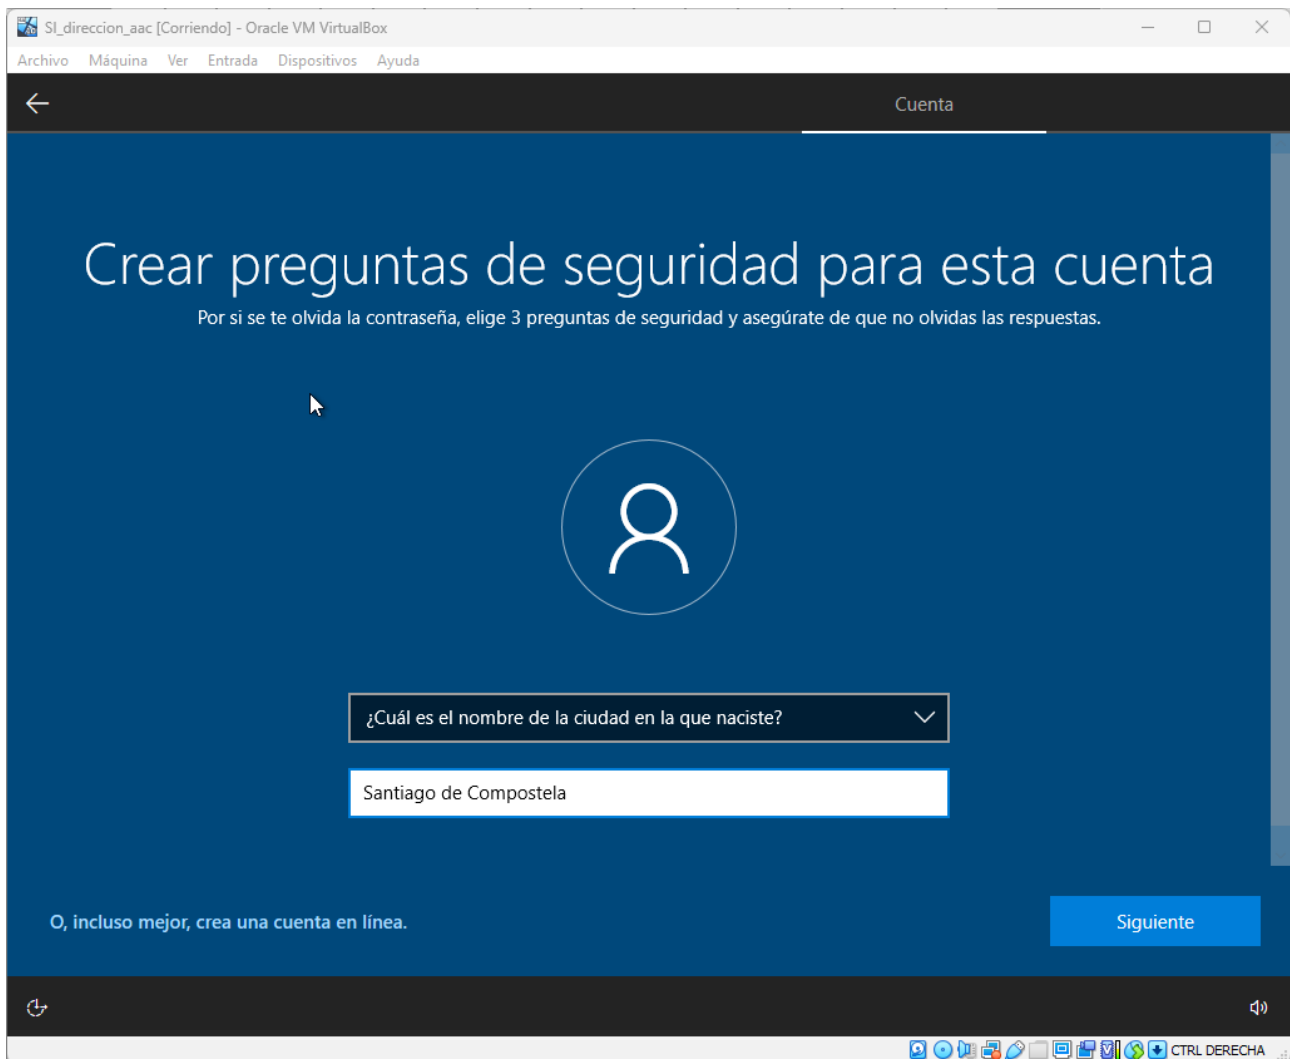 SI_direccion_aac [Corriendo] - Oracle VM VirtualBox
Archivo Máquina Ver Entrada Dispositivos Ayuda
Cuenta
Crear preguntas de seguridad para esta cuenta
Por si se te olvida la contraseña, elige 3 preguntas de seguridad y asegúrate de que no olvidas las respuestas.
¿Cuál es el nombre de la ciudad en la que naciste?
Santiago de Compostela
O, incluso mejor, crea una cuenta en línea.
Siguiente
CTRL DERECHA